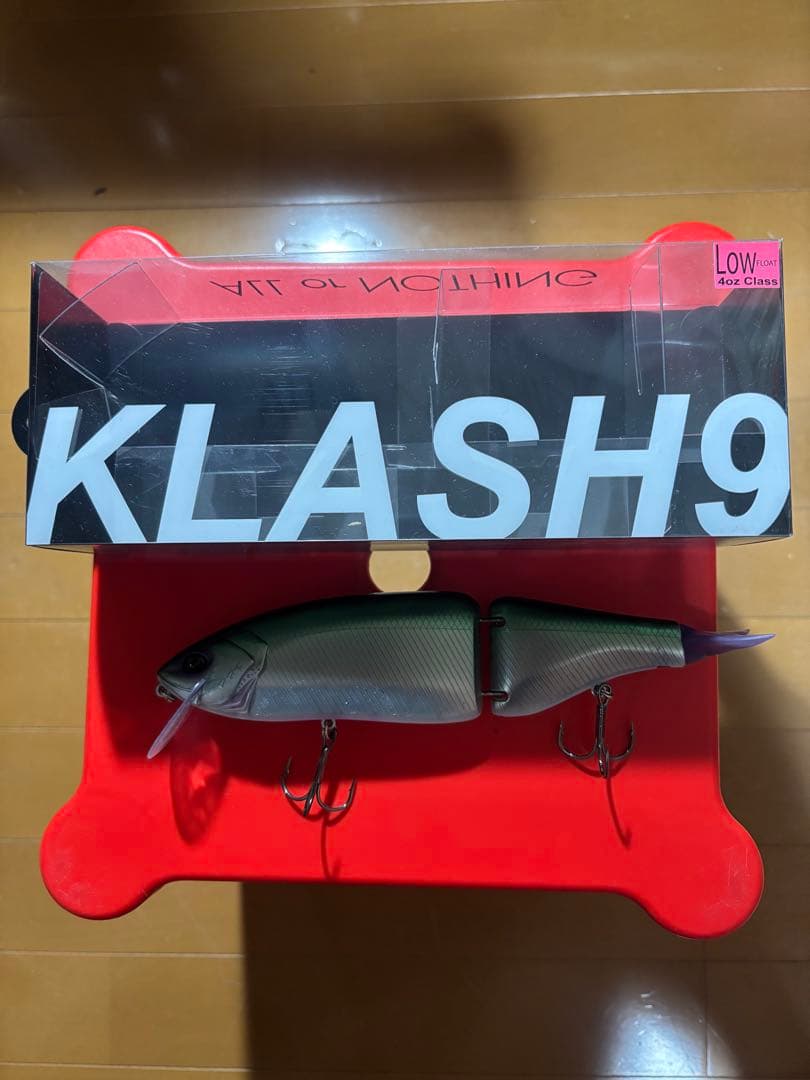 LOW FLOAT
4oz Class
ALL or NOTHING
KLASH9